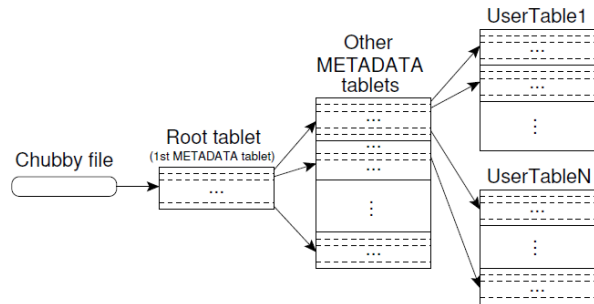 Chubby file
Root tablet
(1st METADATA tablet)
...
Other
METADATA
tablets
...
...
⋮
...
UserTable1
...
...
⋮
UserTableN
...
⋮
...